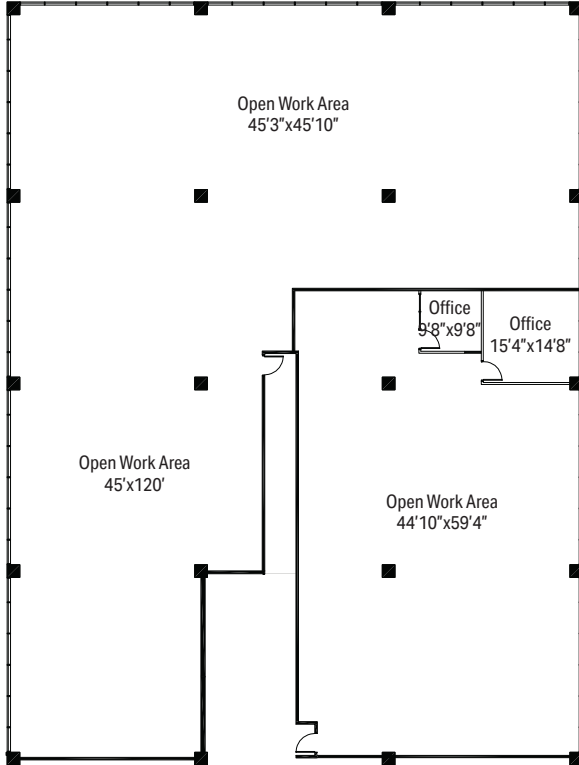 Open Work Area
45'3"x45'10"
Office
9'8"x9'8"
Office
15'4"x14'8"
Open Work Area
45'x120'
Open Work Area
44'10"x59'4"